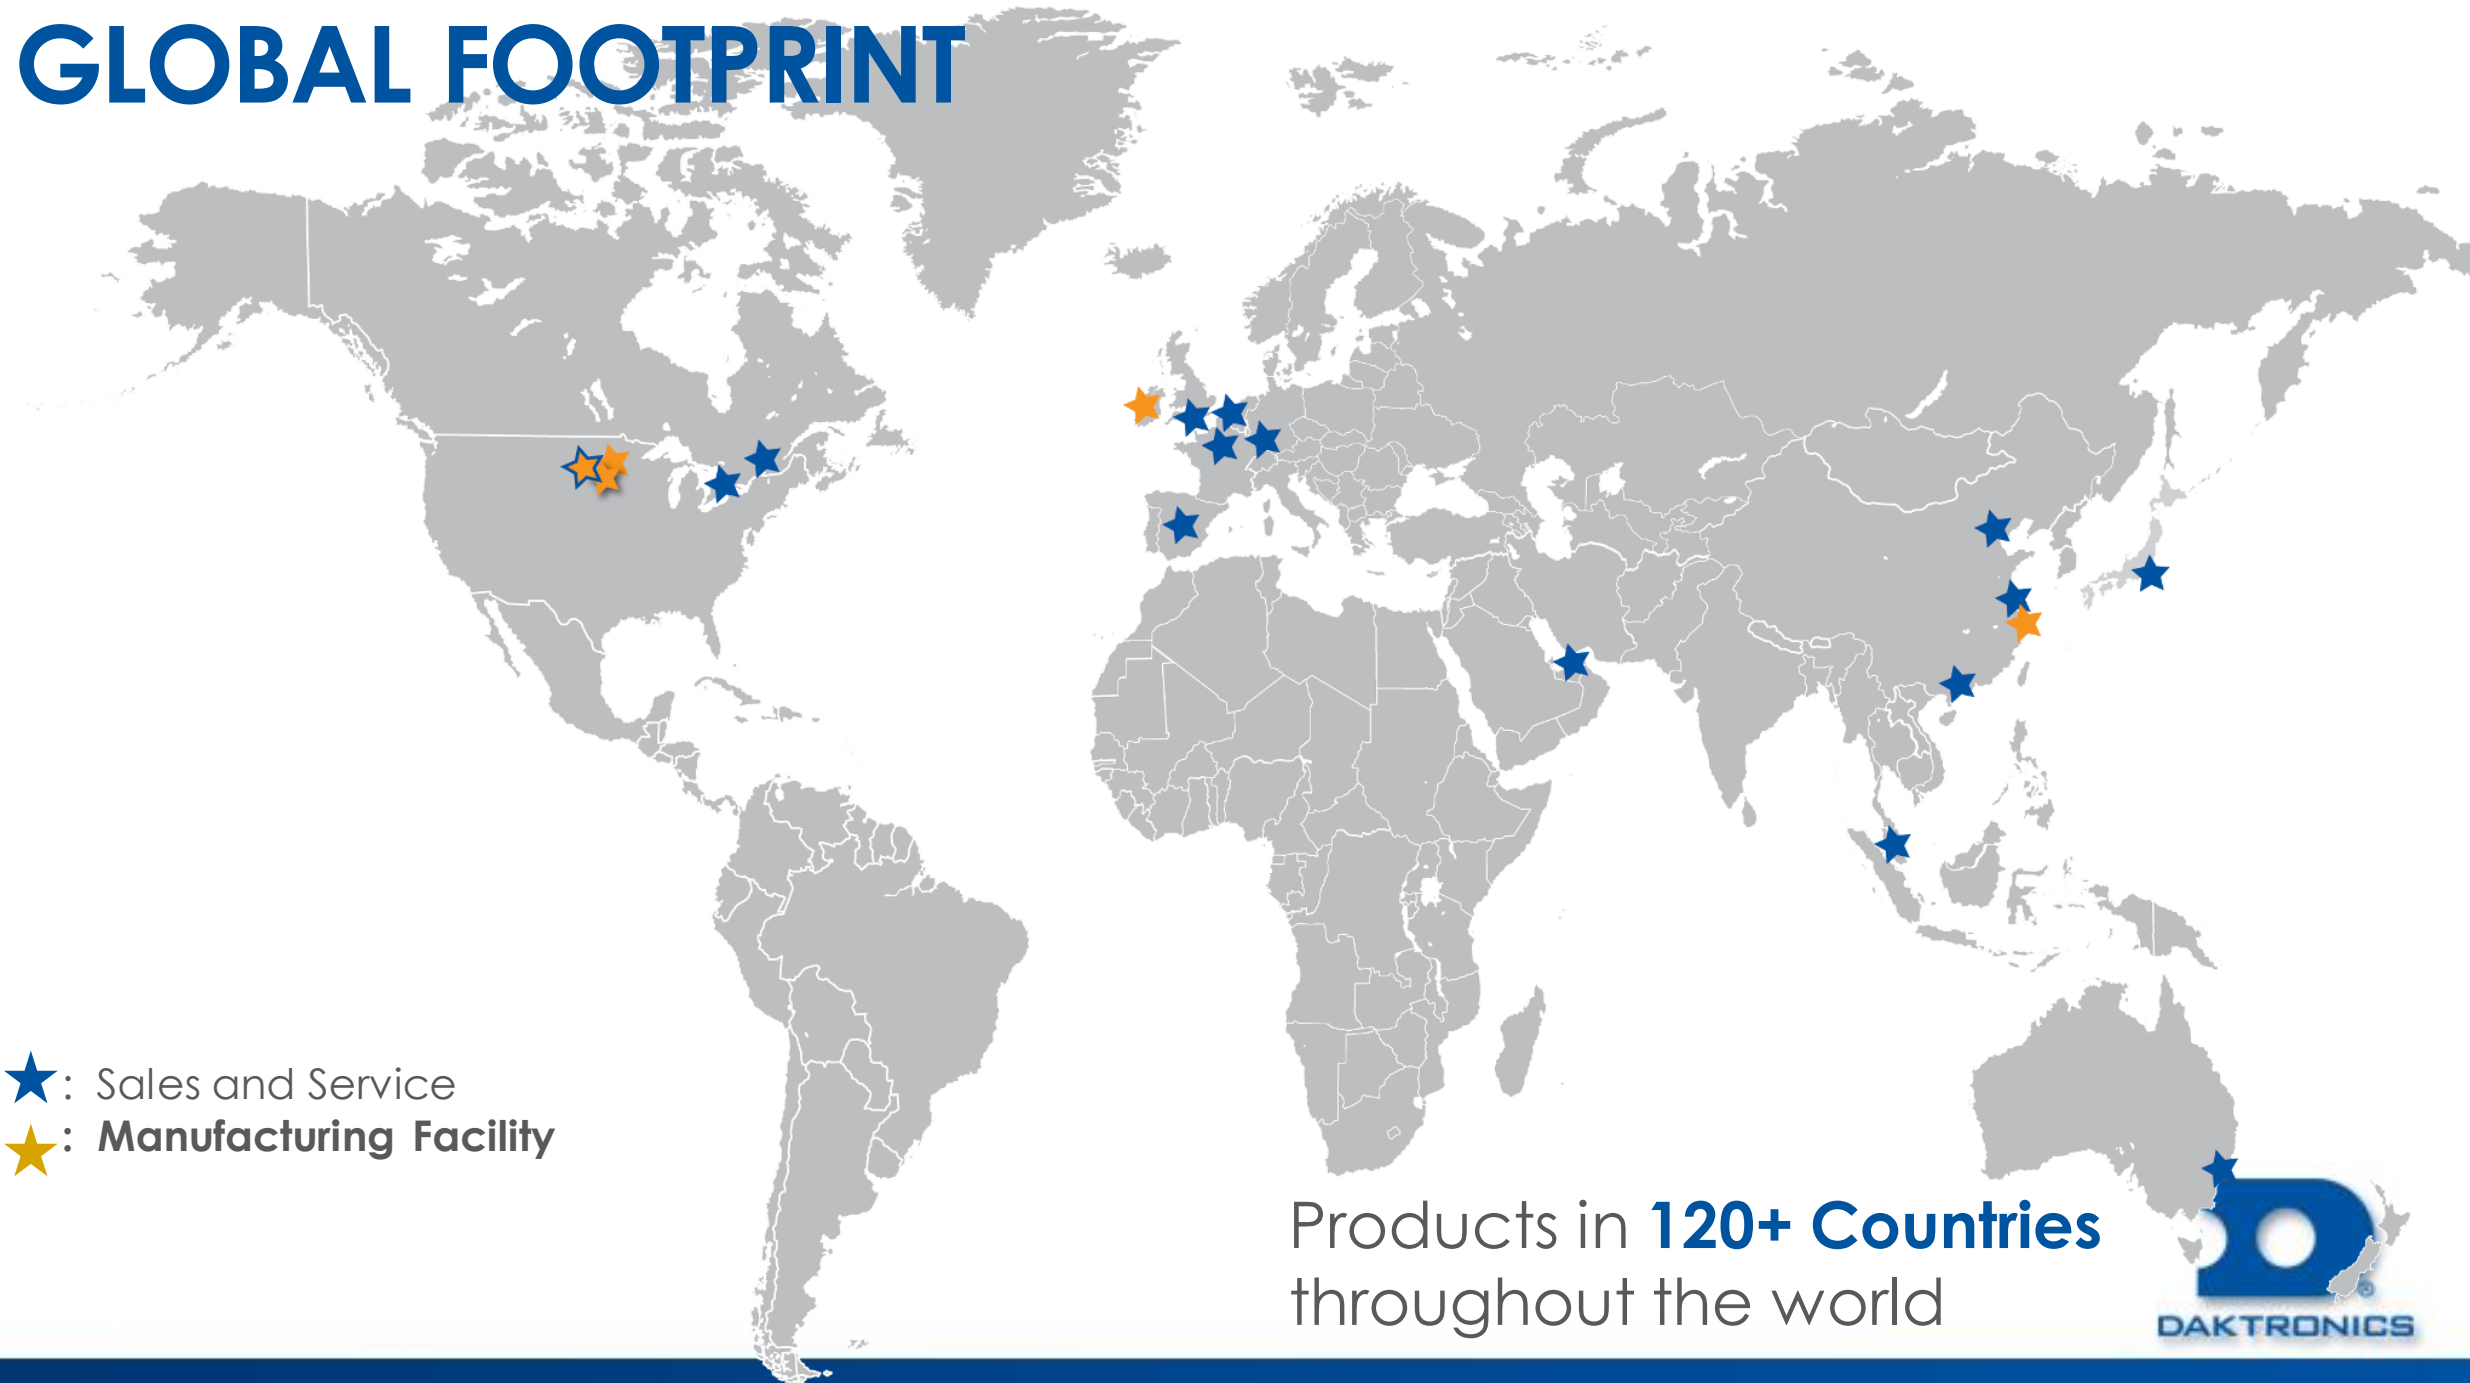 GLOBAL FOOTPRINT
: Sales and Service
: Manufacturing Facility
Products in 120+ Countries
throughout the world
®
DAKTRONICS